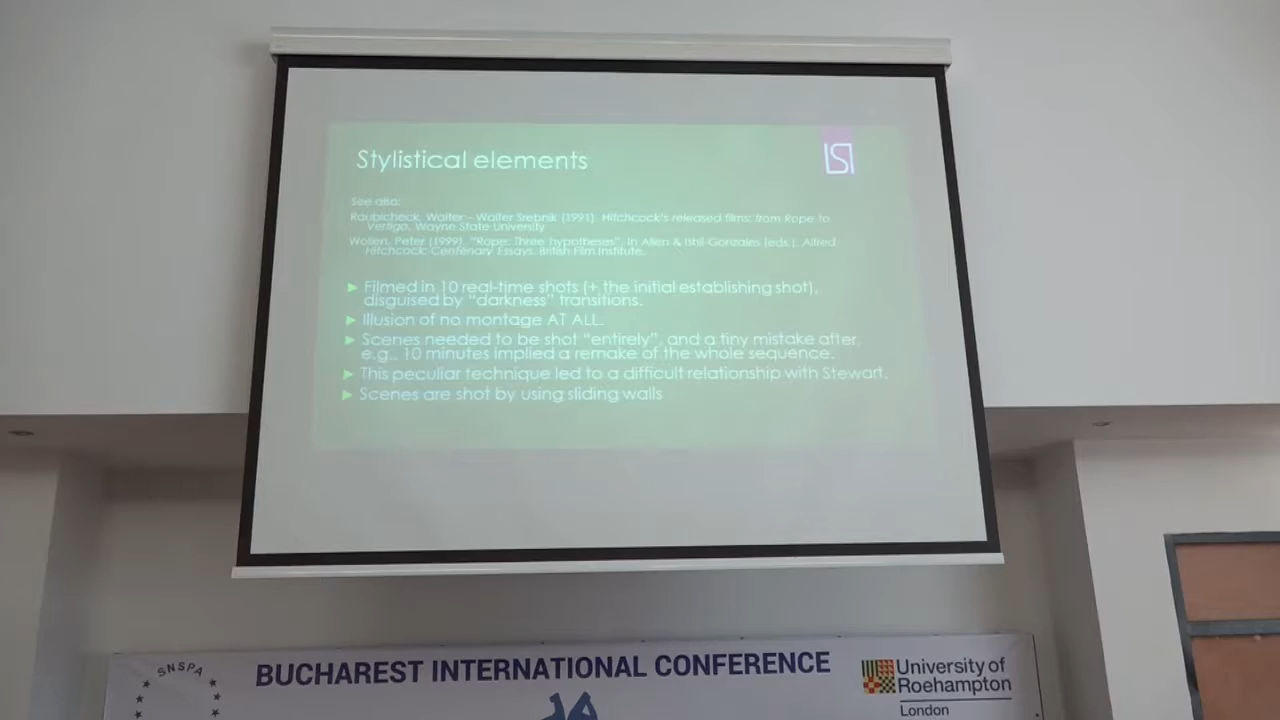 Stylistical elements
LSI
See also:
Raubicheck, Walter - Walter Srebnik (1991). Hitchcock's released films: from Rope to
Vertigo. Wayne State University
Wollen, Peter (1999). "Rope: Three hypotheses". In Allen & Ishii-Gonzales (eds.). Alfred
Hitchcock: Centenary Essays. British Film Institute.
► Filmed in 10 real-time shots (+ the initial establishing shot),
disguised by "darkness" transitions.
► Illusion of no montage AT ALL.
► Scenes needed to be shot "entirely", and a tiny mistake after,
e.g., 10 minutes implied a remake of the whole sequence.
► This peculiar technique led to a difficult relationship with Stewart.
► Scenes are shot by using sliding walls
SNSPA
BUCHAREST INTERNATIONAL CONFERENCE
University of
Roehampton
London